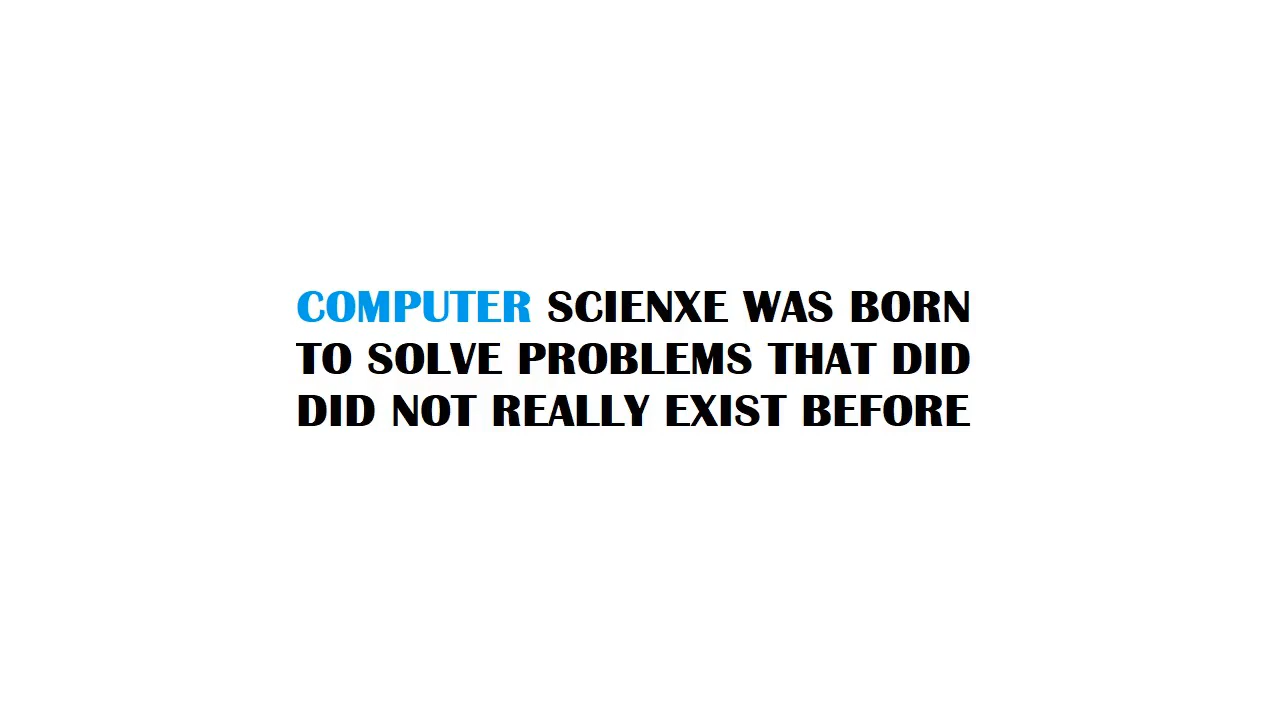 COMPUTER SCIENXE WAS BORN
TO SOLVE PROBLEMS THAT DID
DID NOT REALLY EXIST BEFORE